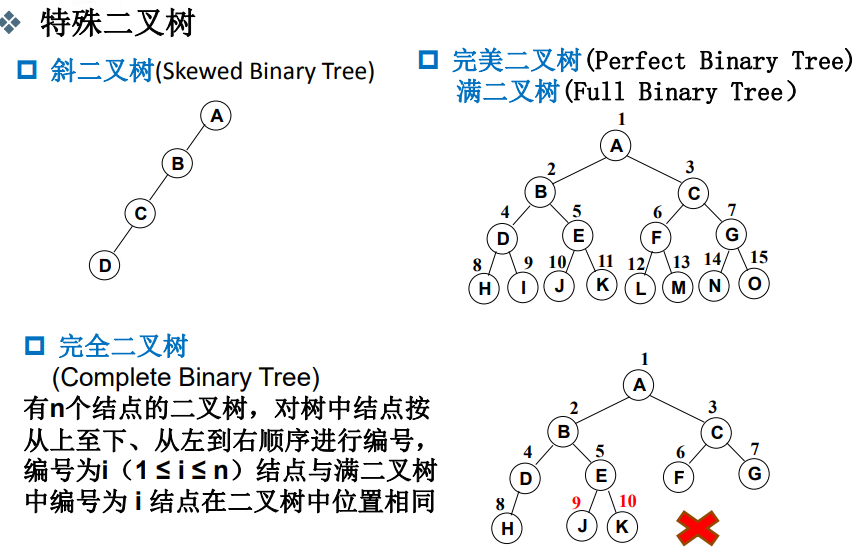 ❖ 特殊二叉树
斜二叉树(Skewed Binary Tree)
A
B
C
D
完美二叉树(Perfect Binary Tree)
满二叉树(Full Binary Tree)
1
A
2 3
B C
4 5 6 7
D E F G
8 9 10 11 12 13 14 15
H I J K L M N O
完全二叉树
(Complete Binary Tree)
有n个结点的二叉树，对树中结点按
从上至下、从左到右顺序进行编号，
编号为i（1 ≤ i ≤ n）结点与满二叉树
中编号为 i 结点在二叉树中位置相同
1
A
2 3
B C
4 5 6 7
D E F G
8 9 10
H J K